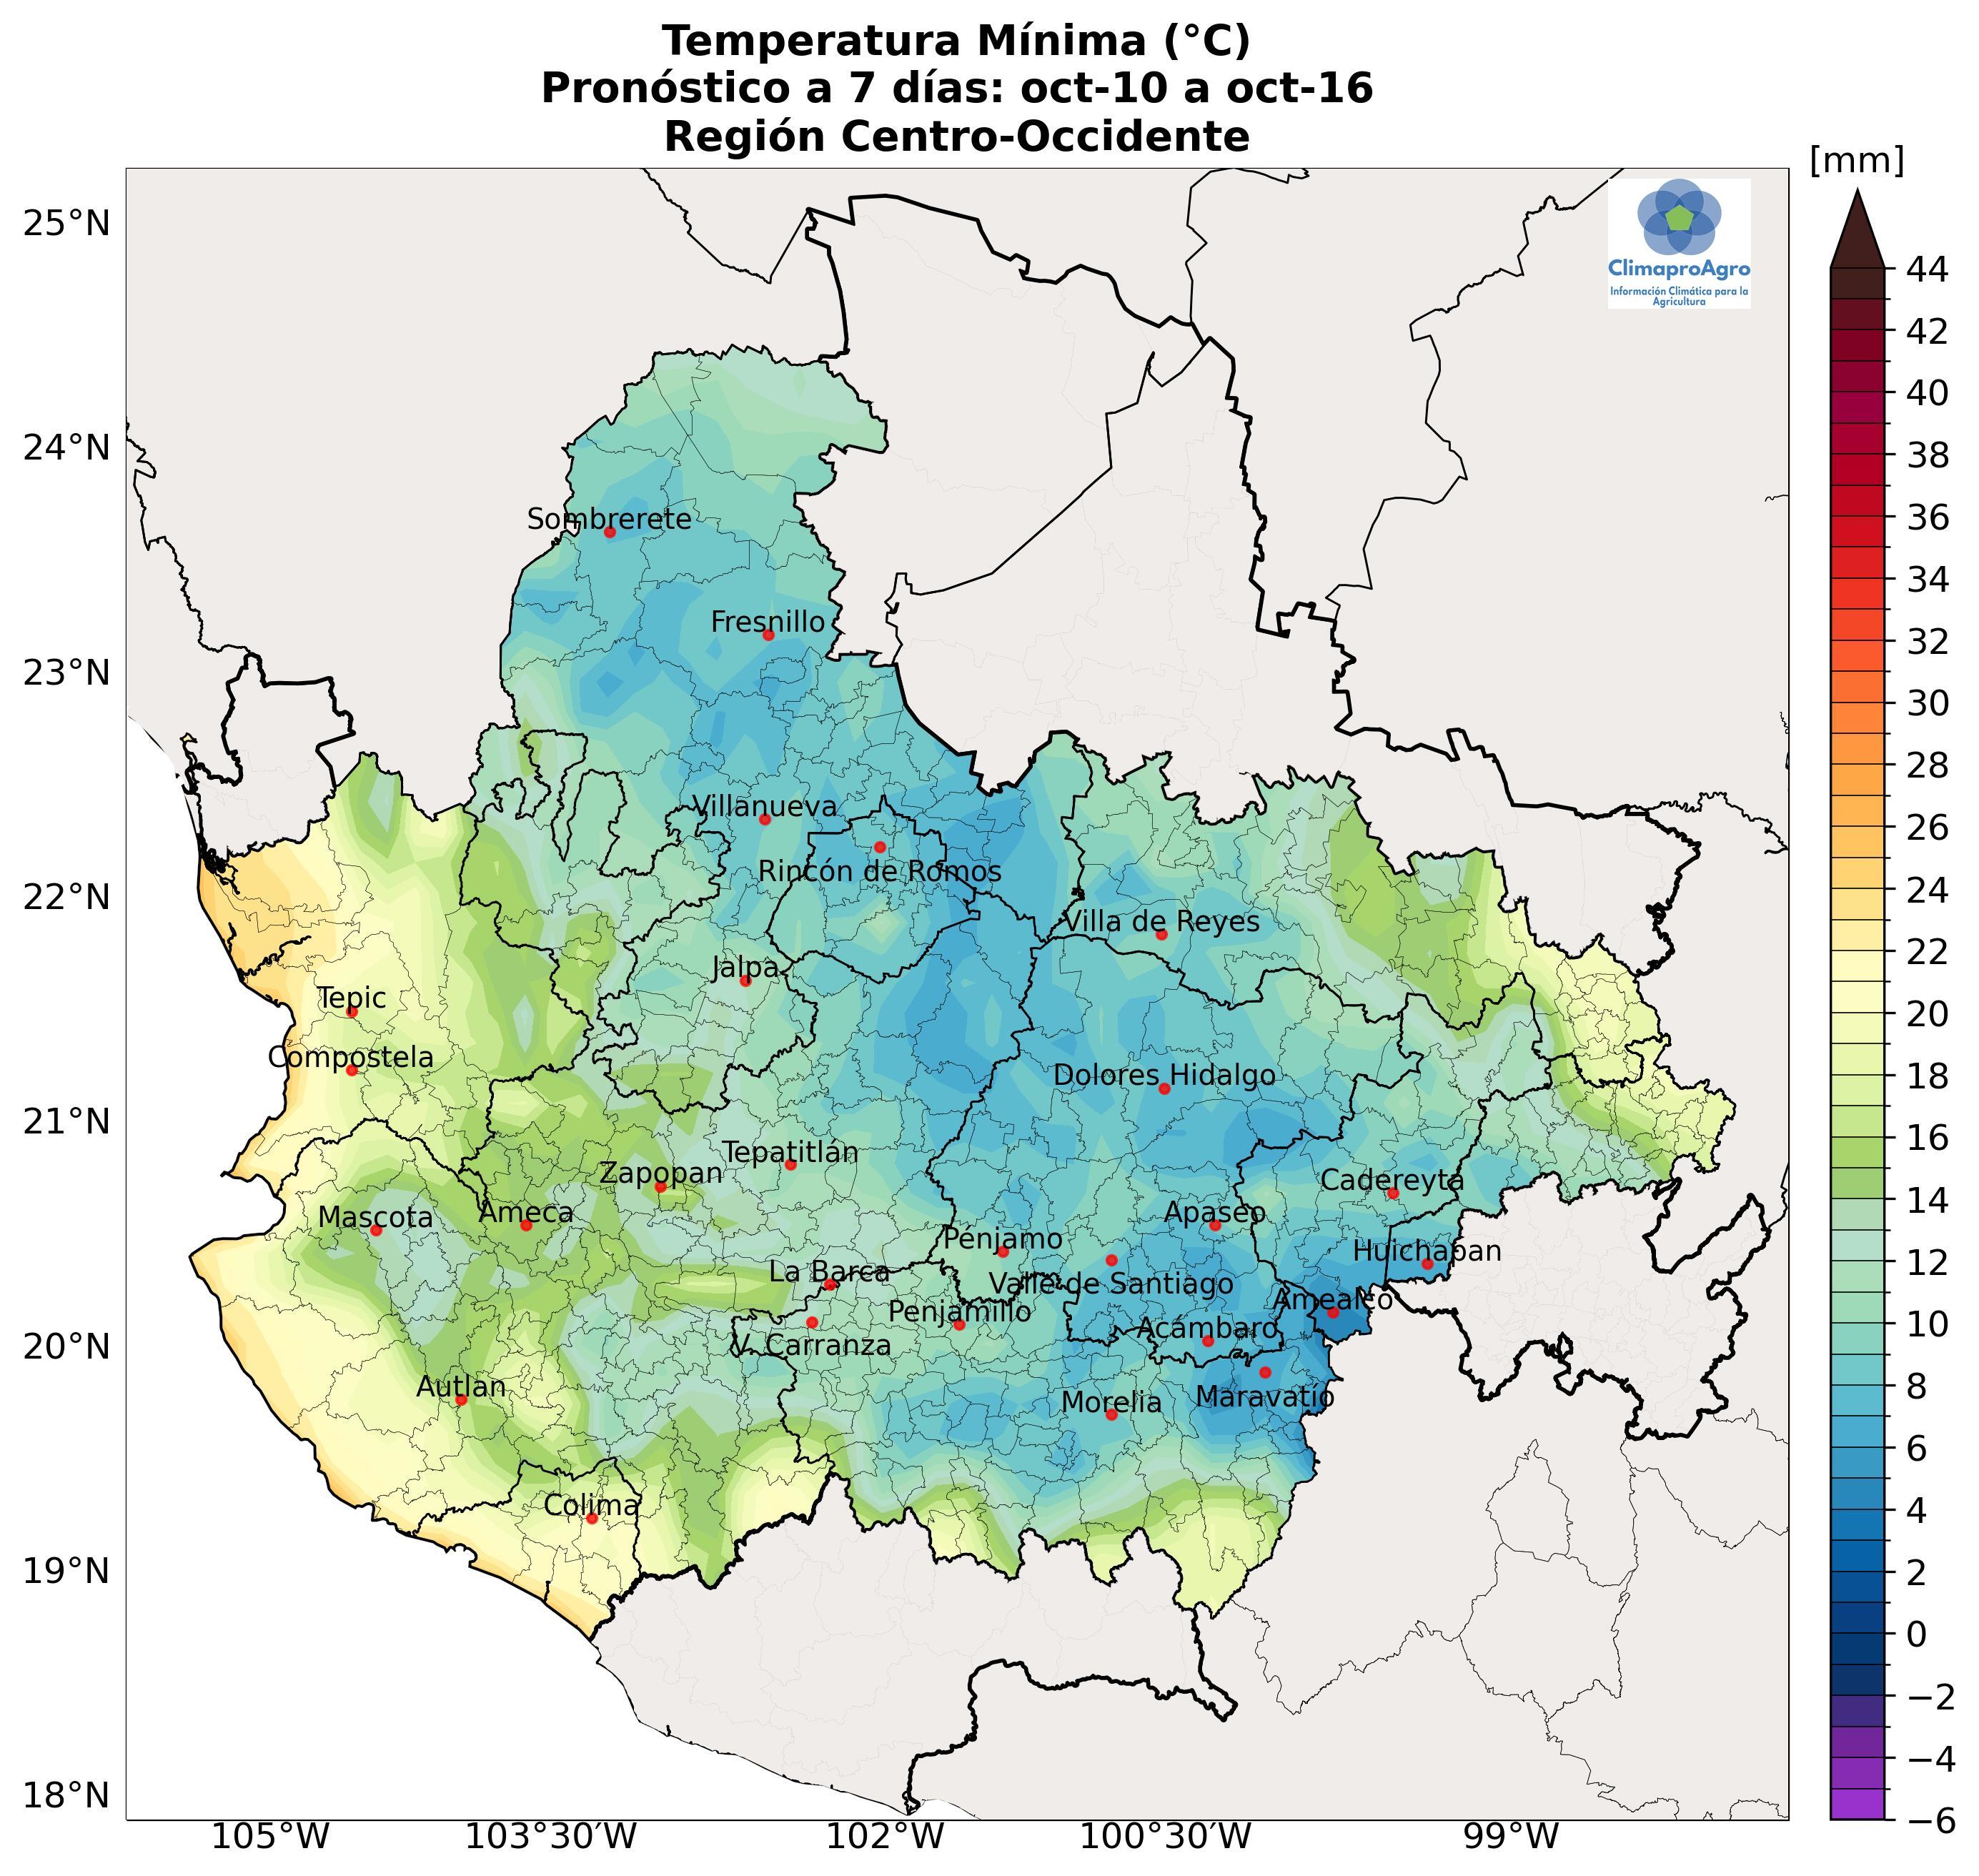 Temperatura Mínima (°C)
Pronóstico a 7 días: oct-10 a oct-16
Región Centro-Occidente
[mm]
25°N
24°N
23°N
22°N
21°N
20°N
19°N
18°N
ClimaproAgro
Información Climática para la
Agricultura
Sombrerete
Fresnillo
Villanueva
Rincón de Romos
Villa de Reyes
Jalpa
Tepic
Compostela
Dolores Hidalgo
Tepatitlán
Zapopan
Cadereyta
Mascota
Ameca
Apaseo
Pénjamo
Huichapan
La Barca
Valle de Santiago
Amealco
Penjamillo
Acámbaro
V. Carranza
Autlan
Morelia
Maravatío
Colima
44
42
40
38
36
34
32
30
28
26
24
22
20
18
16
14
12
10
8
6
4
2
0
−2
−4
−6
105°W
103°30′W
102°W
100°30′W
99°W